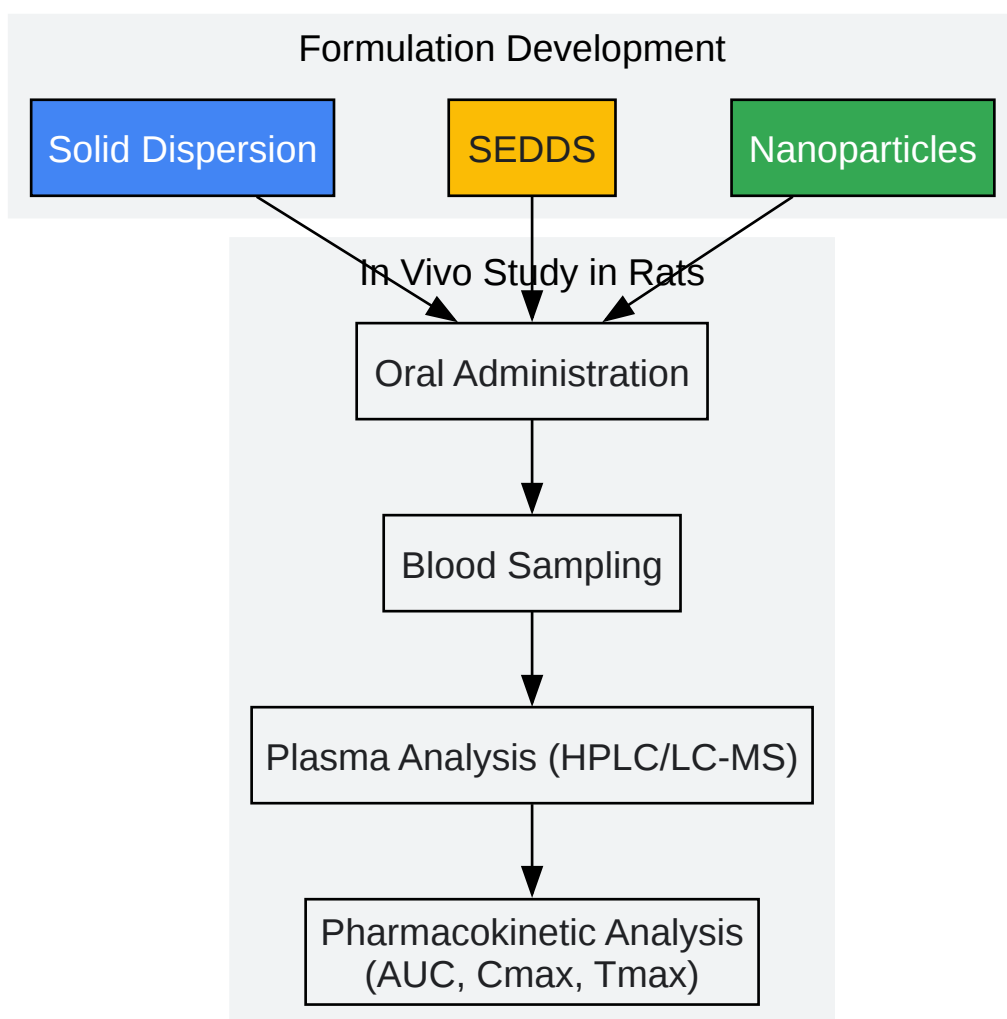 Formulation Development
Solid Dispersion
SEDDS
Nanoparticles
In Vivo Study in Rats
Oral Administration
Blood Sampling
Plasma Analysis (HPLC/LC-MS)
Pharmacokinetic Analysis
(AUC, Cmax, Tmax)